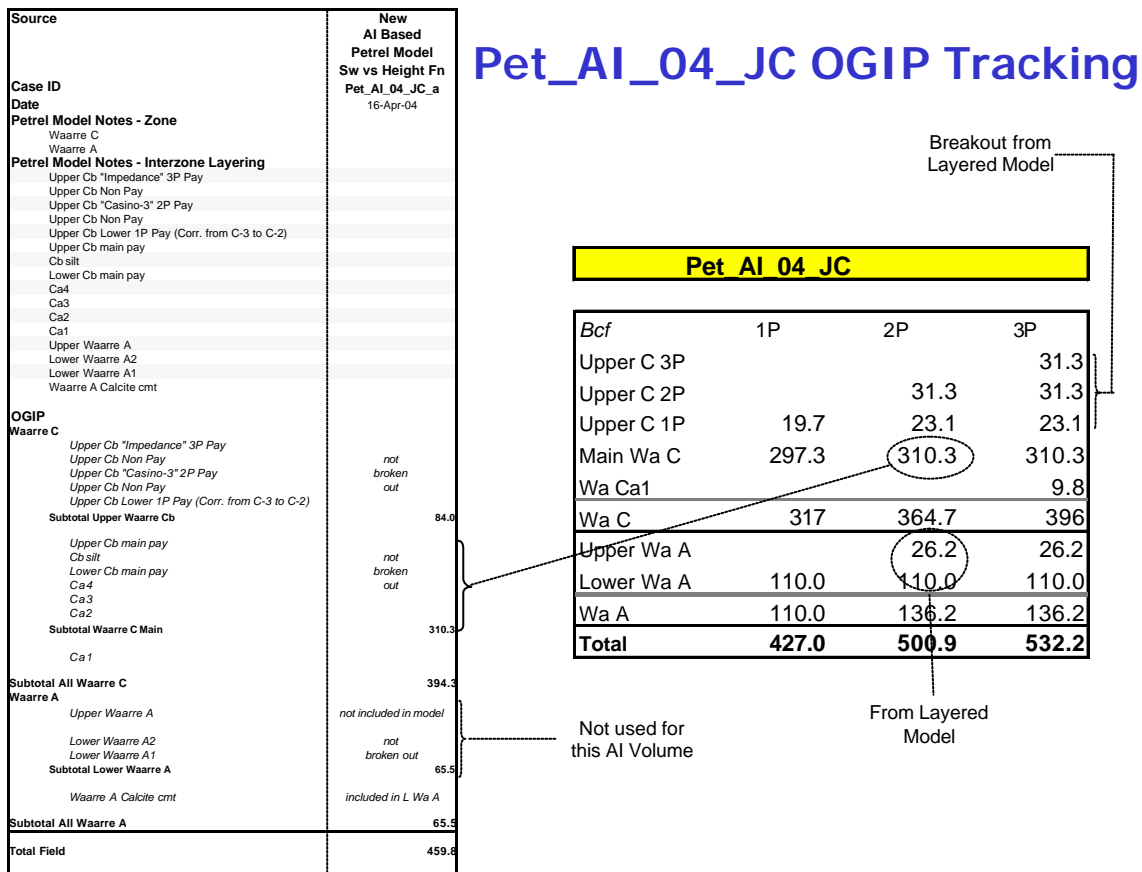 Source New
AI Based
Petrel Model
Sw vs Height Fn
Case ID Pet_AI_04_JC_a
Date 16-Apr-04
Petrel Model Notes - Zone
Waarre C
Waarre A
Petrel Model Notes - Interzone Layering
Upper Cb "Impedance" 3P Pay
Upper Cb Non Pay
Upper Cb "Casino-3" 2P Pay
Upper Cb Non Pay
Upper Cb Lower 1P Pay (Corr. from C-3 to C-2)
Upper Cb main pay
Cb silt
Lower Cb main pay
Ca4
Ca3
Ca2
Ca1
Upper Waarre A
Lower Waarre A2
Lower Waarre A1
Waarre A Calcite cmt
OGIP
Waarre C
Upper Cb "Impedance" 3P Pay
Upper Cb Non Pay not
Upper Cb "Casino-3" 2P Pay broken
Upper Cb Non Pay out
Upper Cb Lower 1P Pay (Corr. from C-3 to C-2)
Subtotal Upper Waarre Cb 84.0
Upper Cb main pay
Cb silt not
Lower Cb main pay broken
Ca4 out
Ca3
Ca2
Subtotal Waarre C Main 310.3
Ca1
Subtotal All Waarre C 394.3
Waarre A
Upper Waarre A not included in model
Lower Waarre A2 not
Lower Waarre A1 broken out
Subtotal Lower Waarre A 65.5
Waarre A Calcite cmt included in L Wa A
Subtotal All Waarre A 65.5
Total Field 459.8
Pet_AI_04_JC OGIP Tracking
Breakout from
Layered Model
Pet_AI_04_JC
Bcf 1P 2P 3P
Upper C 3P 31.3
Upper C 2P 31.3 31.3
Upper C 1P 19.7 23.1 23.1
Main Wa C 297.3 310.3 310.3
Wa Ca1 9.8
Wa C 317 364.7 396
Upper Wa A 26.2 26.2
Lower Wa A 110.0 110.0 110.0
Wa A 110.0 136.2 136.2
Total 427.0 500.9 532.2
Not used for
this AI Volume
From Layered
Model